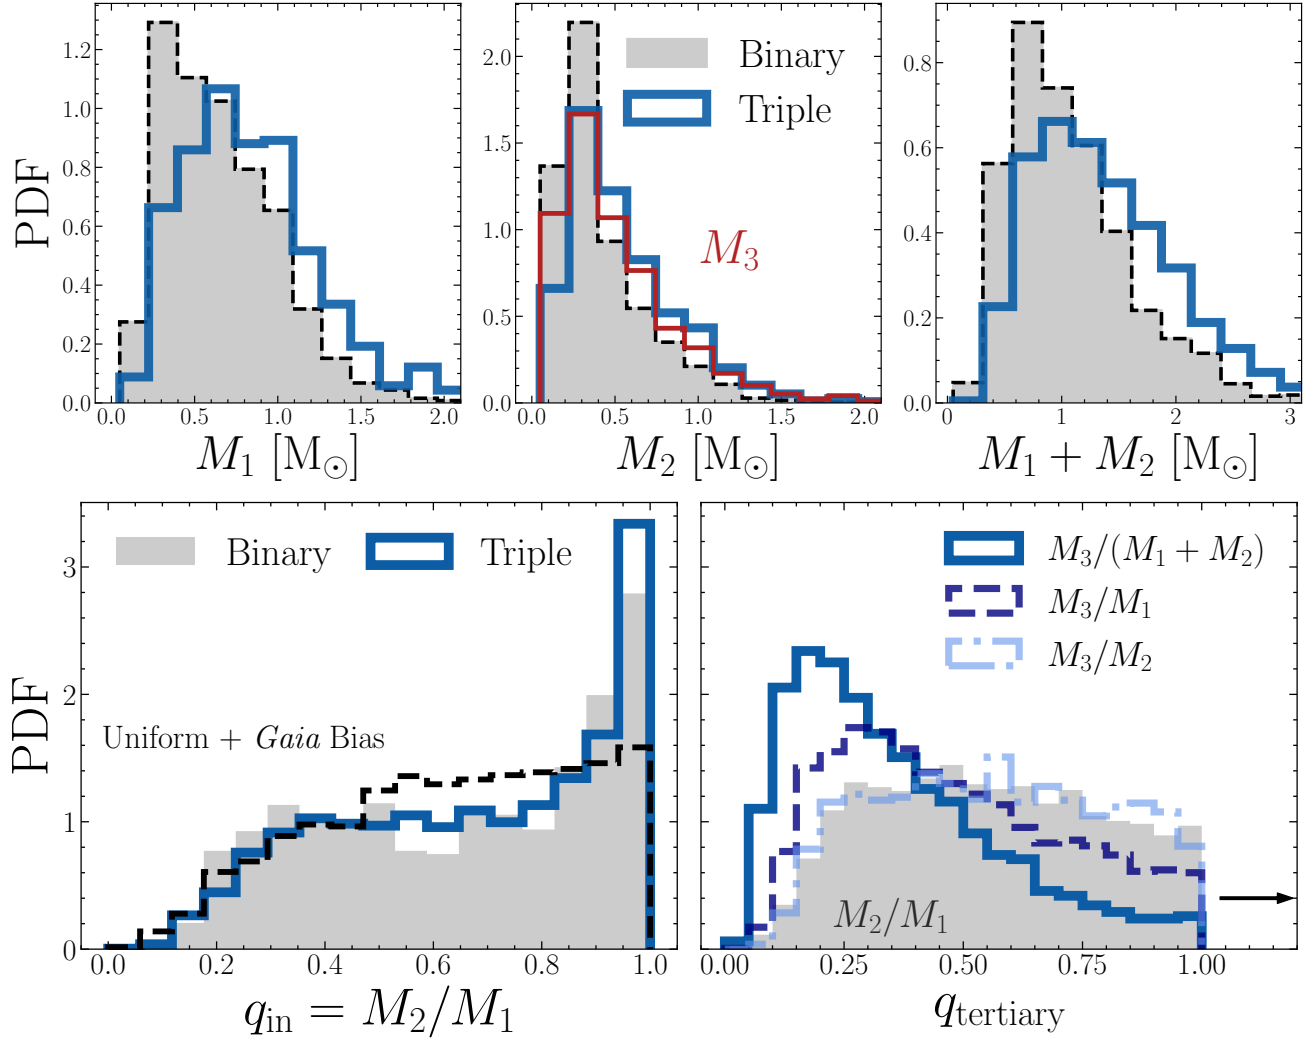 PDF
1.2
1.0
0.8
0.6
0.4
0.2
0.0
0.0 0.5 1.0 1.5 2.0
M₁ [M⊙]
2.0
1.5
1.0
0.5
0.0
Binary
Triple
M₃
0.0 0.5 1.0 1.5 2.0
M₂ [M⊙]
0.8
0.6
0.4
0.2
0.0
0 1 2 3
M₁ + M₂ [M⊙]
PDF
3
2
1
0
Binary Triple
Uniform + Gaia Bias
0.0 0.2 0.4 0.6 0.8 1.0
q_in = M₂/M₁
M₃/(M₁ + M₂)
M₃/M₁
M₃/M₂
M₂/M₁
0.00 0.25 0.50 0.75 1.00
q_tertiary